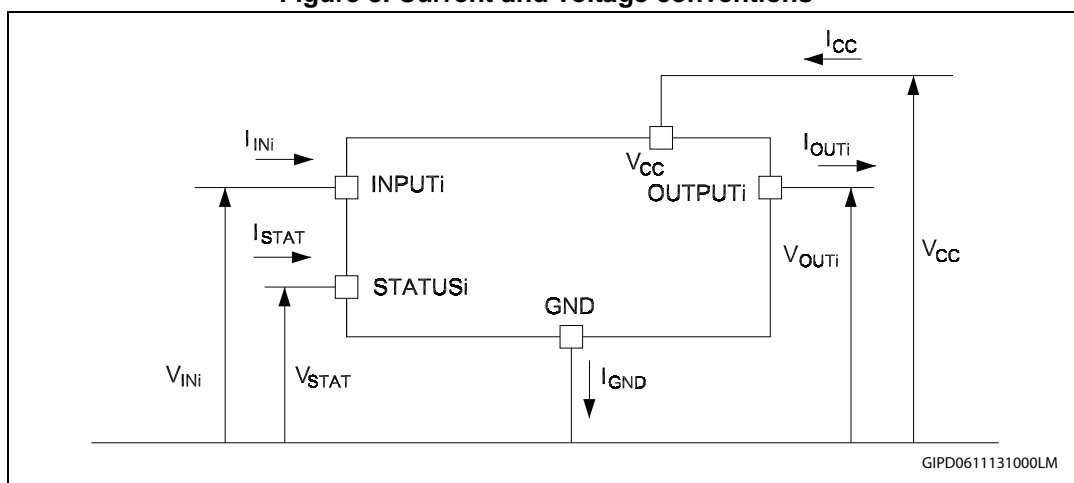 Figure 3. Current and voltage conventions
I_CC
I_INi
V_CC
I_OUTi
INPUTi
OUTPUTi
I_STAT
V_OUTi
V_CC
STATUSi
GND
V_INi
V_STAT
I_GND
GIPD0611131000LM